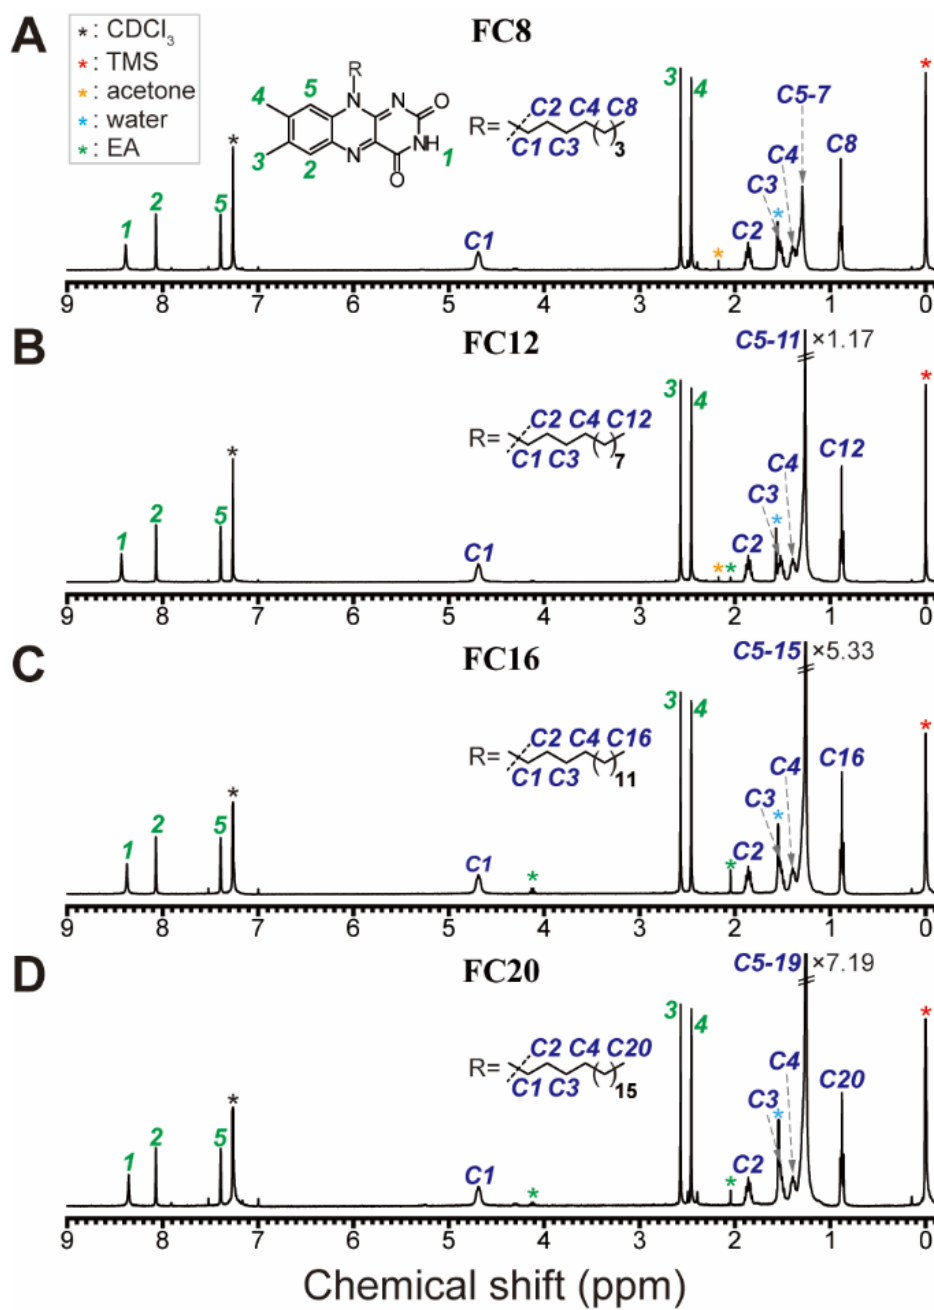 A
FC8
*: CDCl3
*: TMS
*: acetone
*: water
*: EA
R
4 5
N N O
NH 1
3 N
2 O
R=
C2 C4 C8
C1 C3 3
1 2 5 * C1 3 4 * C2 C3 * C4 C5-7 C8 *
9 8 7 6 5 4 3 2 1 0
B
FC12
R=
C2 C4 C12
C1 C3 7
1 2 5 * C1 3 4 * * C2 C3 * C4 C5-11 ×1.17 C12 *
9 8 7 6 5 4 3 2 1 0
C
FC16
R=
C2 C4 C16
C1 C3 11
1 2 5 * C1 * 3 4 * C2 C3 * C4 C5-15 ×5.33 C16 *
9 8 7 6 5 4 3 2 1 0
D
FC20
R=
C2 C4 C20
C1 C3 15
1 2 5 * C1 * 3 4 * C2 C3 * C4 C5-19 ×7.19 C20 *
9 8 7 6 5 4 3 2 1 0
Chemical shift (ppm)